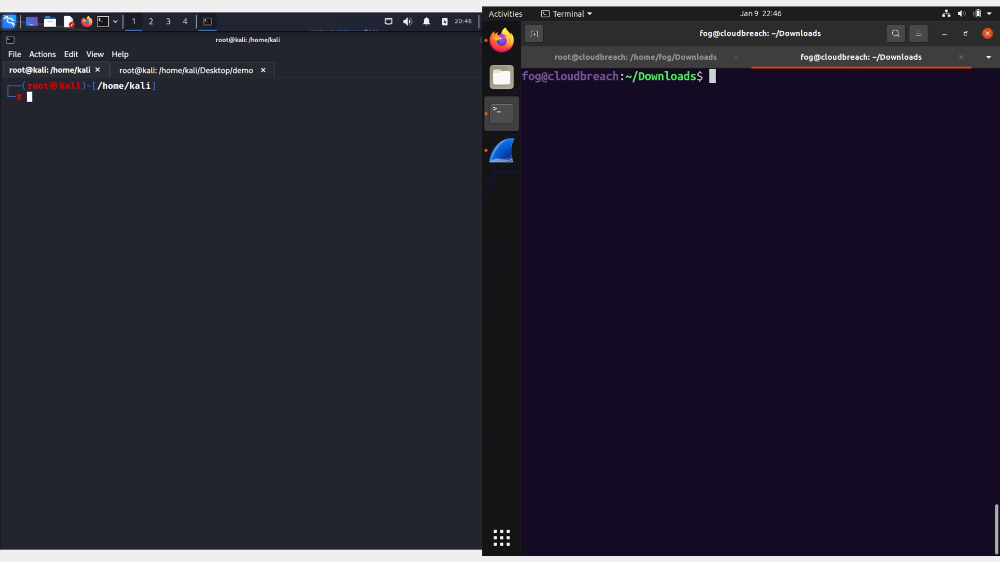 1 2 3 4 20:46
root@kali: /home/kali
File Actions Edit View Help
root@kali: /home/kali × root@kali: /home/kali/Desktop/demo ×
┌──(root㉿kali)-[/home/kali]
└─#
Activities Terminal Jan 9 22:46
fog@cloudbreach: ~/Downloads
root@cloudbreach: /home/fog/Downloads × fog@cloudbreach: ~/Downloads ×
fog@cloudbreach:~/Downloads$